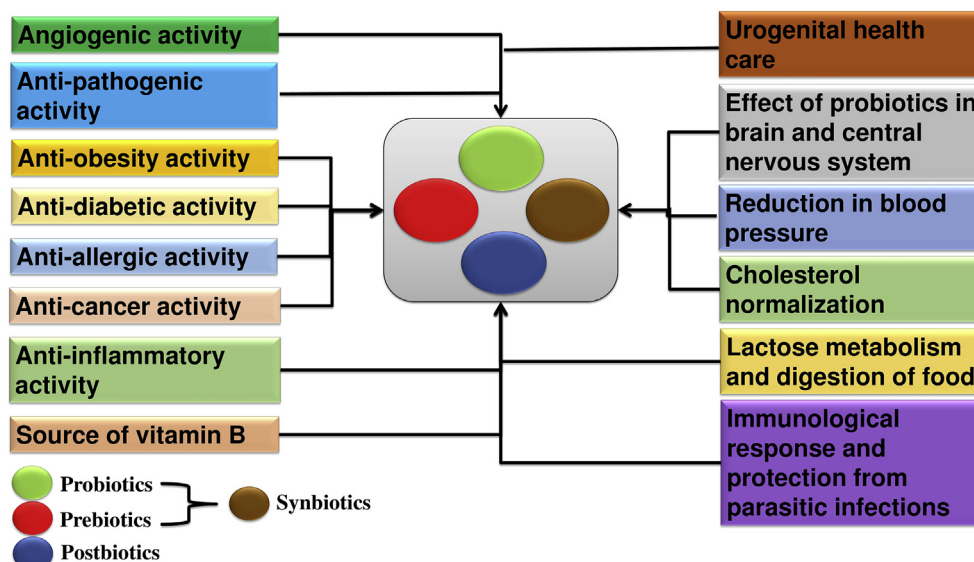 Angiogenic activity
Anti-pathogenic
activity
Anti-obesity activity
Anti-diabetic activity
Anti-allergic activity
Anti-cancer activity
Anti-inflammatory
activity
Source of vitamin B
Urogenital health
care
Effect of probiotics in
brain and central
nervous system
Reduction in blood
pressure
Cholesterol
normalization
Lactose metabolism
and digestion of food
Immunological
response and
protection from
parasitic infections
Probiotics
Prebiotics
Synbiotics
Postbiotics